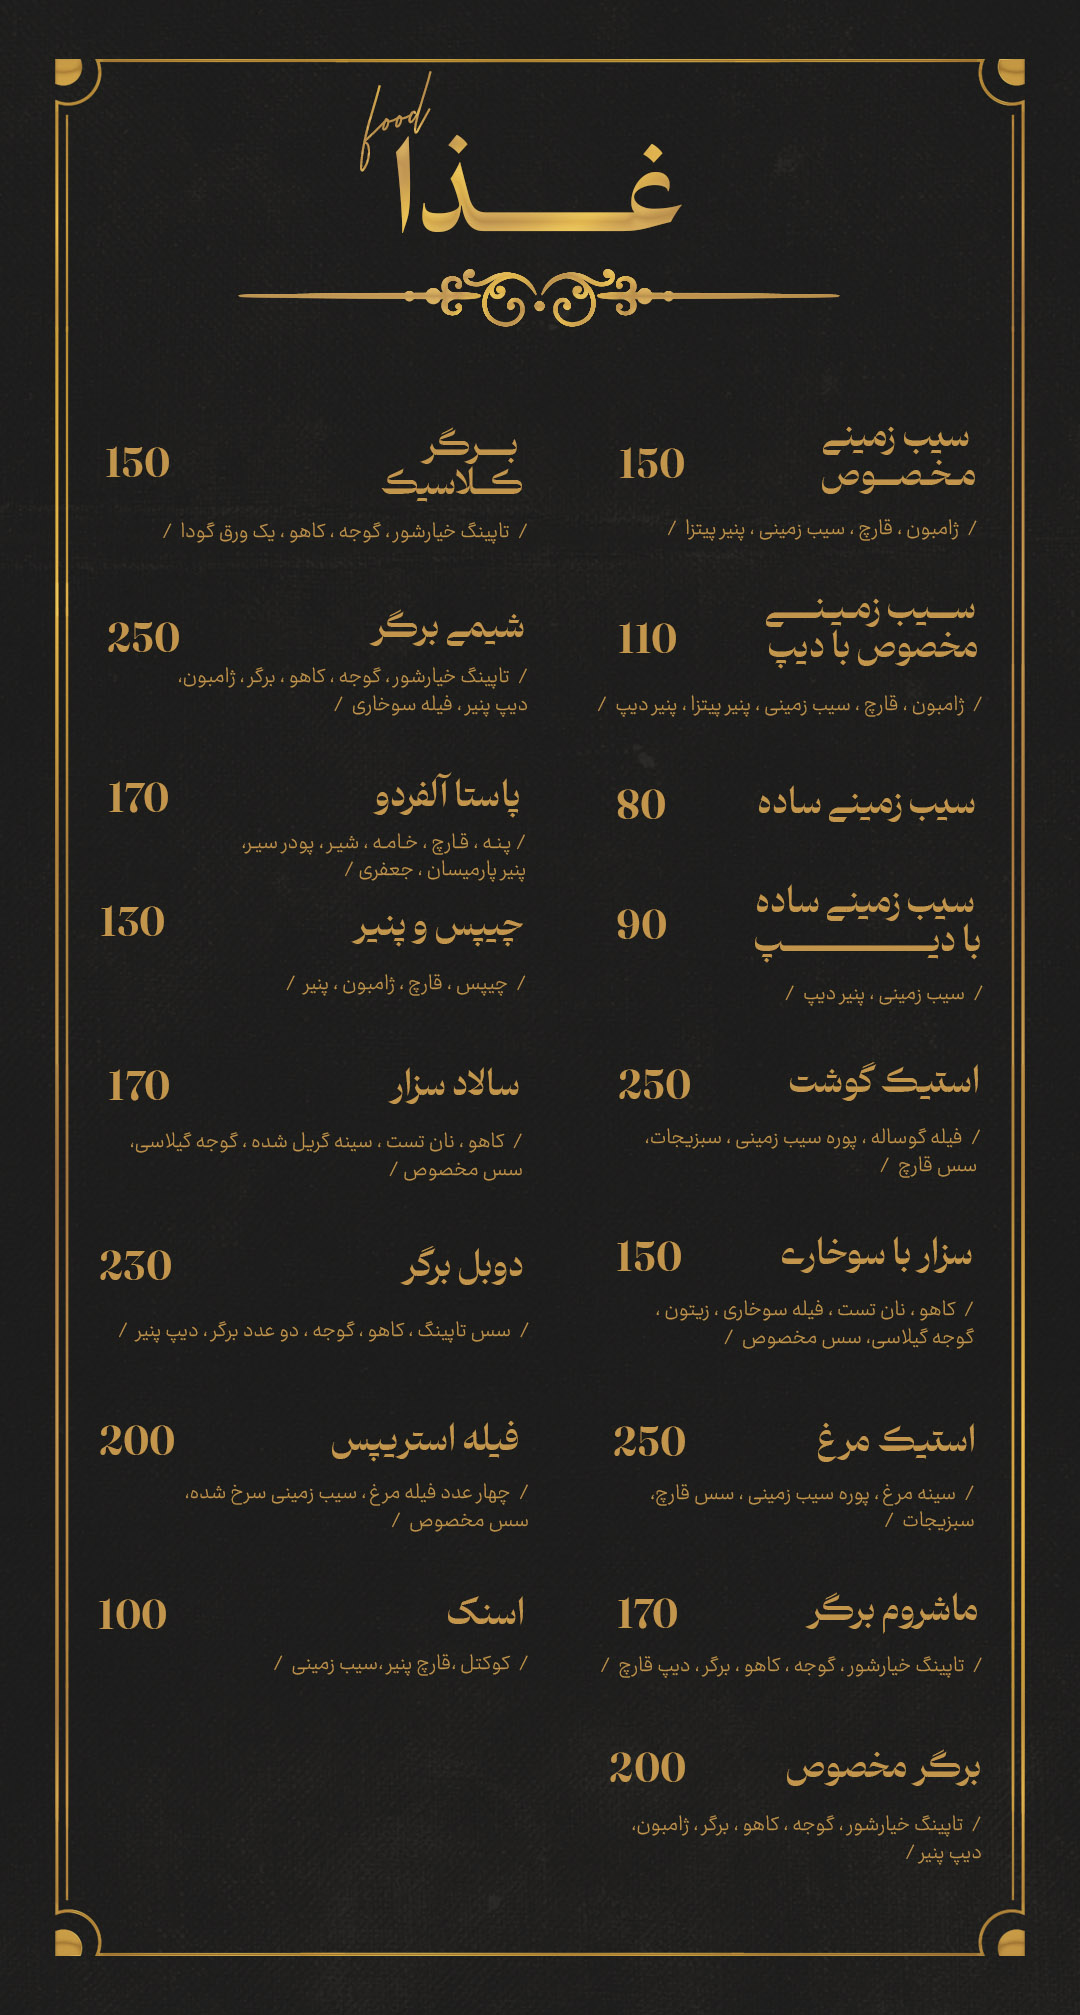 food
غذا
سیب زمینی
مخصوص
150
/ ژامبون ، قارچ ، سیب زمینی ، پنیر پیتزا /
سیب زمینی
مخصوص با دیپ
110
/ ژامبون ، قارچ ، سیب زمینی ، پنیر پیتزا ، پنیر دیپ /
سیب زمینی ساده
80
سیب زمینی ساده
با دیپ
90
/ سیب زمینی ، پنیر دیپ /
استیک گوشت
250
/ فیله گوساله ، پوره سیب زمینی ، سبزیجات،
سس قارچ /
سزار با سوخاری
150
/ کاهو ، نان تست ، فیله سوخاری ، زیتون ،
گوجه گیلاسی، سس مخصوص /
استیک مرغ
250
/ سینه مرغ ، پوره سیب زمینی ، سس قارچ،
سبزیجات /
ماشروم برگر
170
/ تاپینگ خیارشور ، گوجه ، کاهو ، برگر ، دیپ قارچ /
برگر مخصوص
200
/ تاپینگ خیارشور ، گوجه ، کاهو ، برگر ، ژامبون،
دیپ پنیر /
برگر
کلاسیک
150
/ تاپینگ خیارشور ، گوجه ، کاهو ، یک ورق گودا /
شیمی برگر
250
/ تاپینگ خیارشور ، گوجه ، کاهو ، برگر ، ژامبون،
دیپ پنیر ، فیله سوخاری /
پاستا آلفردو
170
/ پنه ، قارچ ، خامه ، شیر ، پودر سیر،
پنیر پارمیسان ، جعفری /
چیپس و پنیر
130
/ چیپس ، قارچ ، ژامبون ، پنیر /
سالاد سزار
170
/ کاهو ، نان تست ، سینه گریل شده ، گوجه گیلاسی،
سس مخصوص /
دوبل برگر
230
/ سس تاپینگ ، کاهو ، گوجه ، دو عدد برگر ، دیپ پنیر /
فیله استریپس
200
/ چهار عدد فیله مرغ ، سیب زمینی سرخ شده،
سس مخصوص /
اسنک
100
/ کوکتل ،قارچ پنیر ،سیب زمینی /